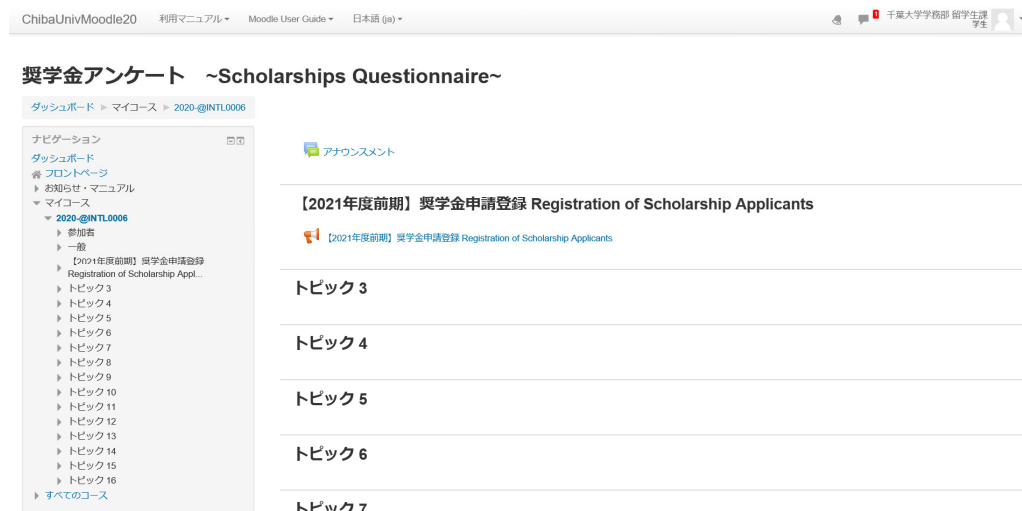 ChibaUnivMoodle20 利用マニュアル Moodle User Guide 日本語 (ja) 1 千葉大学学務部 留学生課
学生
奨学金アンケート ~Scholarships Questionnaire~
ダッシュボード マイコース 2020-@INTL0006
ナビゲーション
ダッシュボード
フロントページ
お知らせ・マニュアル
マイコース
2020-@INTL0006
参加者
一般
【2021年度前期】奨学金申請登録
Registration of Scholarship Appl...
トピック 3
トピック 4
トピック 5
トピック 6
トピック 7
トピック 8
トピック 9
トピック 10
トピック 11
トピック 12
トピック 13
トピック 14
トピック 15
トピック 16
すべてのコース
アナウンスメント
【2021年度前期】奨学金申請登録 Registration of Scholarship Applicants
【2021年度前期】奨学金申請登録 Registration of Scholarship Applicants
トピック 3
トピック 4
トピック 5
トピック 6
トピック 7